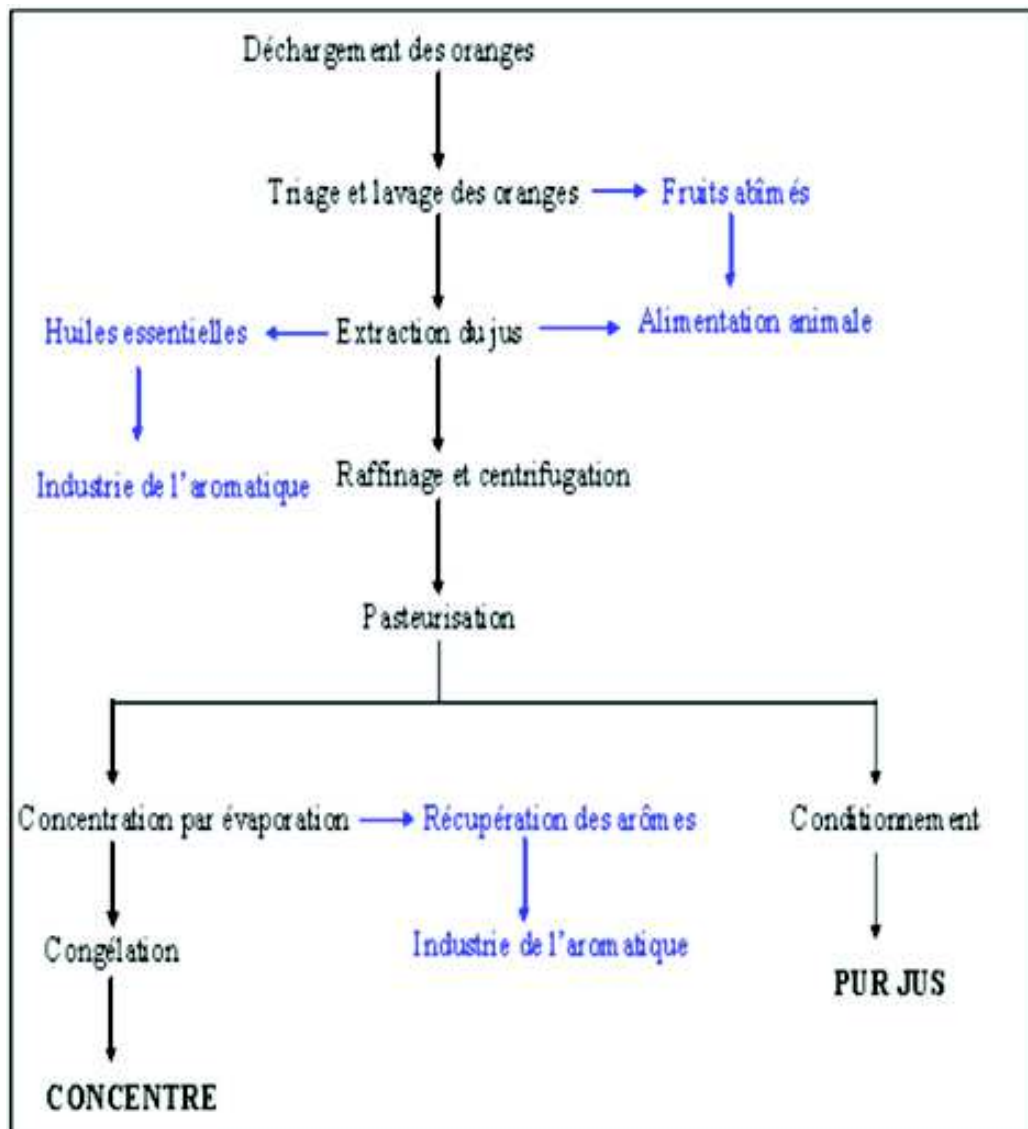 Déchargement des oranges
Triage et lavage des oranges
Fruits abîmés
Huiles essentielles
Extraction du jus
Alimentation animale
Industrie de l'aromatique
Raffinage et centrifugation
Pasteurisation
Concentration par évaporation
Récupération des arômes
Conditionnement
Congélation
Industrie de l'aromatique
PUR JUS
CONCENTRE